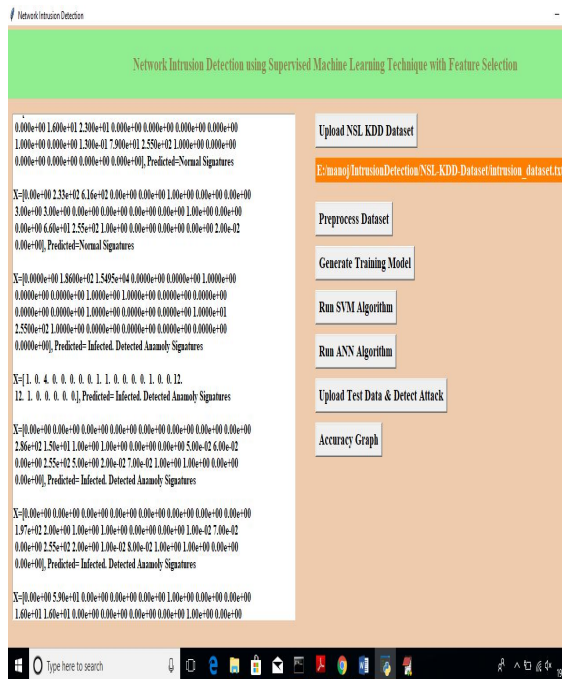 Network Intrusion Detection
Network Intrusion Detection using Supervised Machine Learning Technique with Feature Selection
0.000e+00 1.600e+01 2.300e+01 0.000e+00 0.000e+00 0.000e+00 0.000e+00
1.000e+00 0.000e+00 1.300e-01 7.900e+01 2.550e+02 1.000e+00 0.000e+00
0.000e+00 0.000e+00 0.000e+00 0.000e+00], Predicted=Normal Signatures
X=[0.00e+00 2.33e+02 6.16e+02 0.00e+00 0.00e+00 1.00e+00 0.00e+00 0.00e+00
3.00e+00 3.00e+00 0.00e+00 0.00e+00 0.00e+00 0.00e+00 1.00e+00 0.00e+00
0.00e+00 6.60e+01 2.55e+02 1.00e+00 0.00e+00 0.00e+00 0.00e+00 2.00e-02
0.00e+00], Predicted=Normal Signatures
X=[0.0000e+00 1.8600e+02 1.5495e+04 0.0000e+00 0.0000e+00 1.0000e+00
0.0000e+00 0.0000e+00 1.0000e+00 1.0000e+00 0.0000e+00 0.0000e+00
0.0000e+00 0.0000e+00 1.0000e+00 0.0000e+00 0.0000e+00 1.0000e+01
2.5500e+02 1.0000e+00 0.0000e+00 0.0000e+00 0.0000e+00 0.0000e+00
0.0000e+00], Predicted= Infected. Detected Anamoly Signatures
X=[ 1. 0. 4. 0. 0. 0. 0. 0. 1. 1. 0. 0. 0. 0. 1. 0. 0. 12.
12. 1. 0. 0. 0. 0. 0.], Predicted= Infected. Detected Anamoly Signatures
X=[0.00e+00 0.00e+00 0.00e+00 0.00e+00 0.00e+00 0.00e+00 0.00e+00 0.00e+00
2.86e+02 1.50e+01 1.00e+00 1.00e+00 0.00e+00 0.00e+00 5.00e-02 6.00e-02
0.00e+00 2.55e+02 5.00e+00 2.00e-02 7.00e-02 1.00e+00 1.00e+00 0.00e+00
0.00e+00], Predicted= Infected. Detected Anamoly Signatures
X=[0.00e+00 0.00e+00 0.00e+00 0.00e+00 0.00e+00 0.00e+00 0.00e+00 0.00e+00
1.97e+02 2.00e+00 1.00e+00 1.00e+00 0.00e+00 0.00e+00 1.00e-02 7.00e-02
0.00e+00 2.55e+02 2.00e+00 1.00e-02 8.00e-02 1.00e+00 1.00e+00 0.00e+00
0.00e+00], Predicted= Infected. Detected Anamoly Signatures
X=[0.00e+00 5.90e+01 0.00e+00 0.00e+00 0.00e+00 1.00e+00 0.00e+00 0.00e+00
1.60e+01 1.60e+01 0.00e+00 0.00e+00 0.00e+00 0.00e+00 1.00e+00 0.00e+00
Upload NSL KDD Dataset
E:/manoj/IntrusionDetection/NSL-KDD-Dataset/intrusion_dataset.txt
Preprocess Dataset
Generate Training Model
Run SVM Algorithm
Run ANN Algorithm
Upload Test Data & Detect Attack
Accuracy Graph
Type here to search